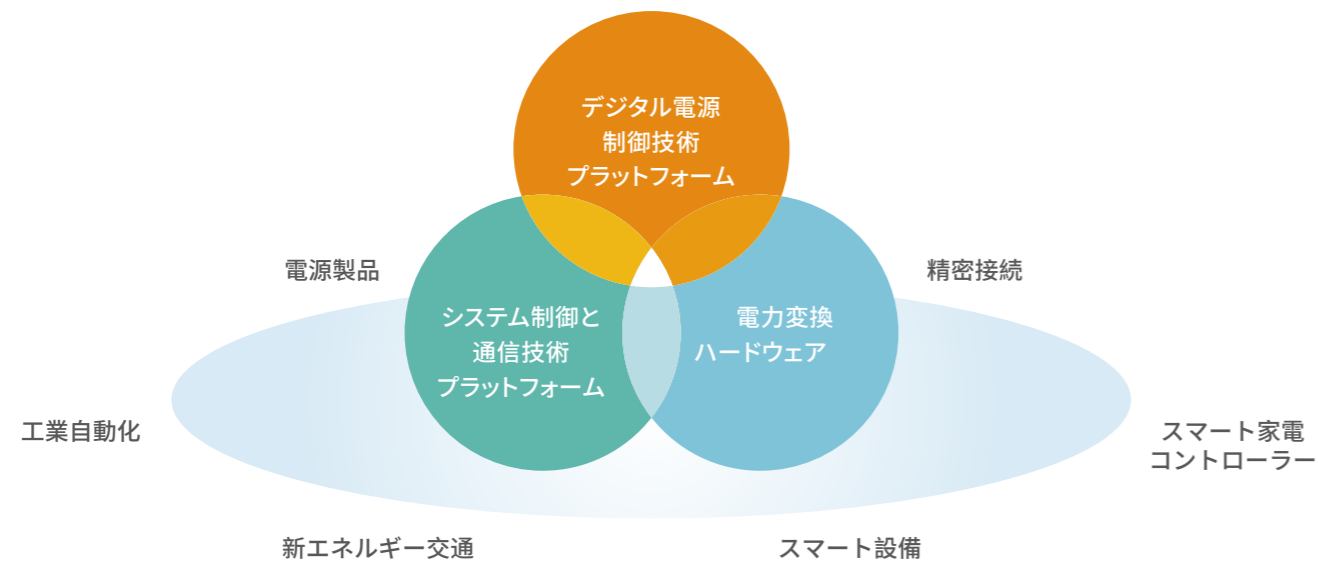 デジタル電源
制御技術
プラットフォーム
電源製品
精密接続
システム制御と
通信技術
プラットフォーム
電力変換
ハードウェア
工業自動化
スマート家電
コントローラー
新エネルギー交通
スマート設備